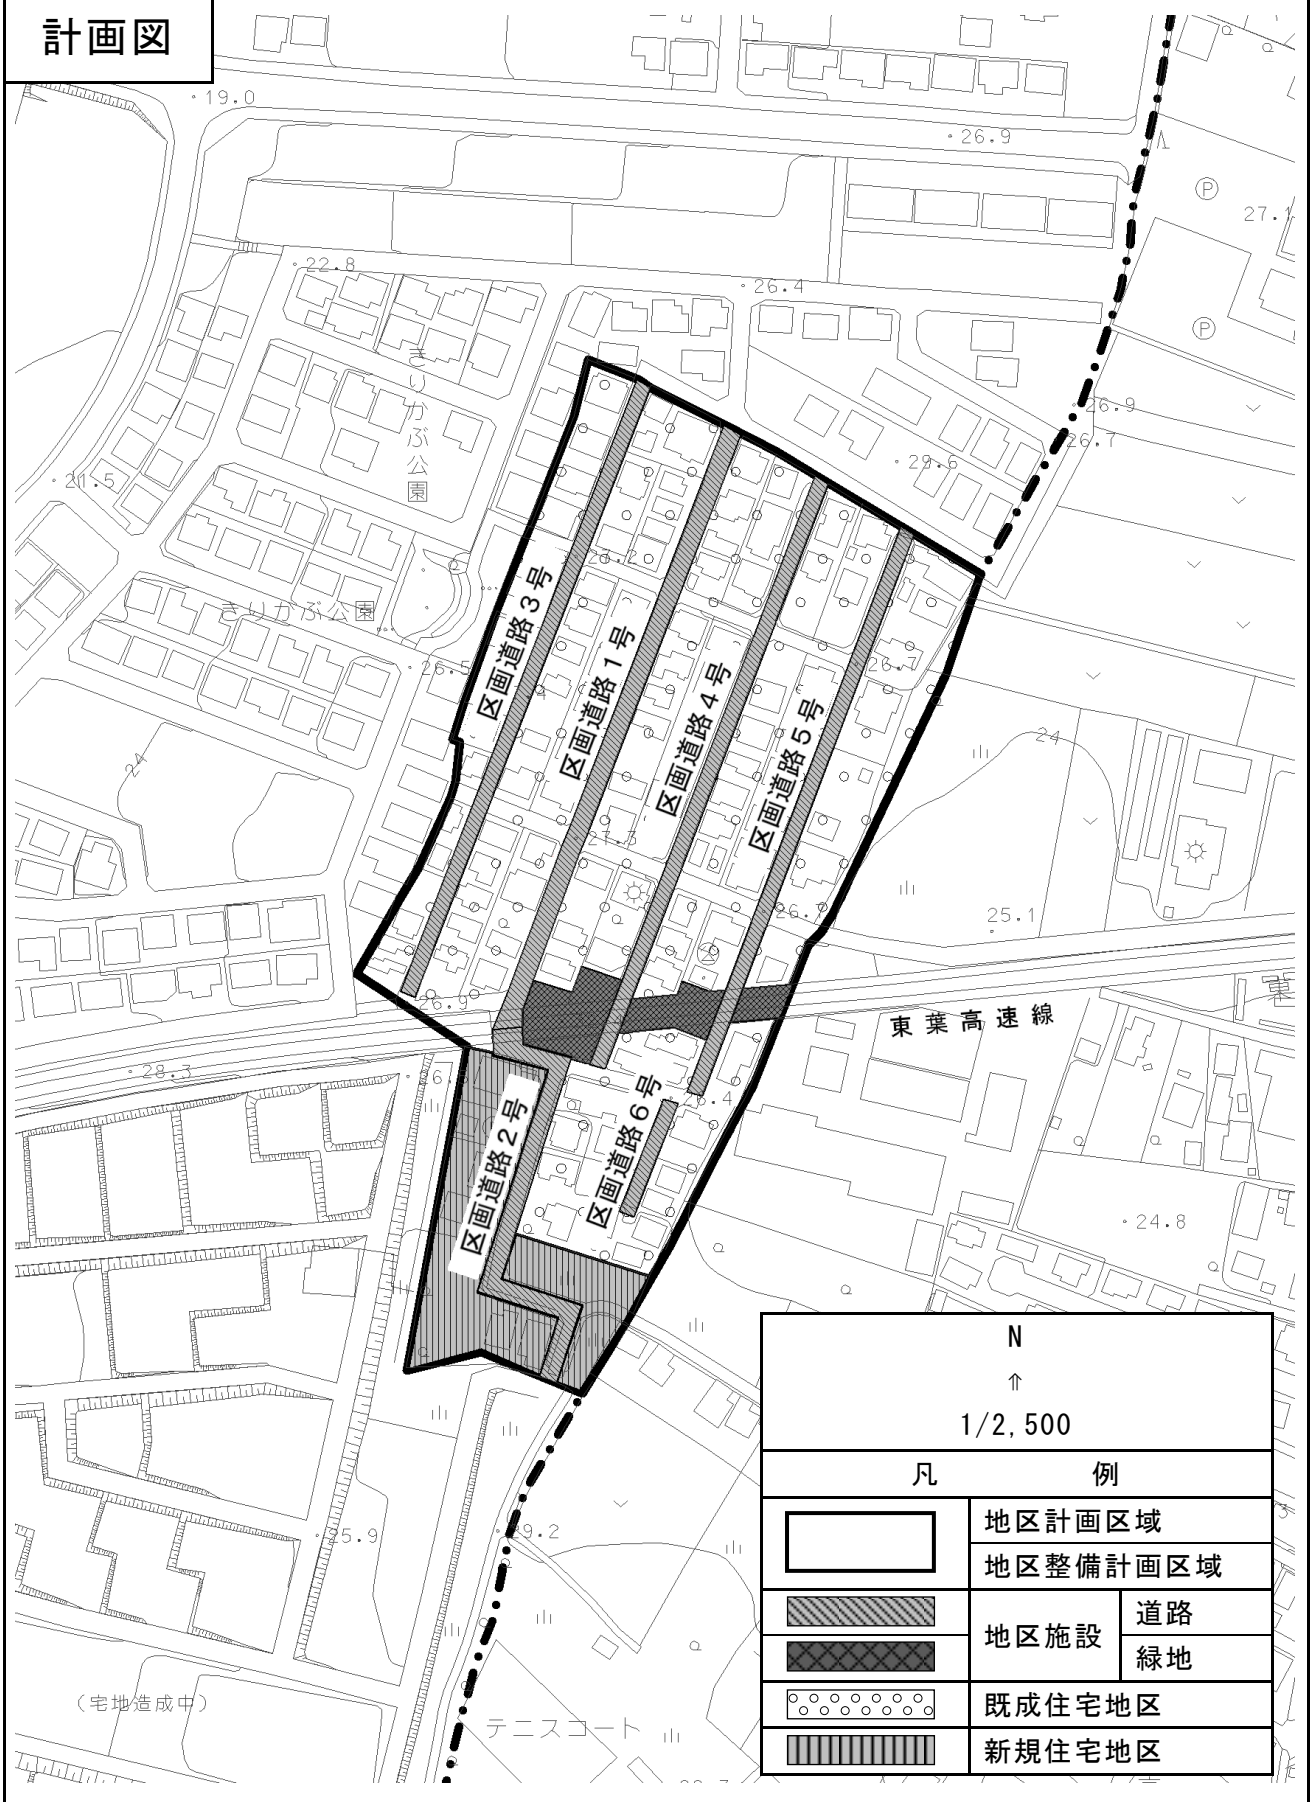 計画図
19.0
26.9
27.1
22.8
26.4
きりかぶ公園
26.9
26.7
29.6
21.5
区画道路3号
きりかぶ公園
区画道路1号
26.5
区画道路4号
26.7
区画道路5号
24
24
27.3
25.1
26.9
東葉高速線
28.3
区画道路6号
区画道路2号
24.8
N
⇑
1/2,500
凡 例
地区計画区域
地区整備計画区域
地区施設
道路
緑地
既成住宅地区
新規住宅地区
25.9
29.2
(宅地造成中)
テニスコート